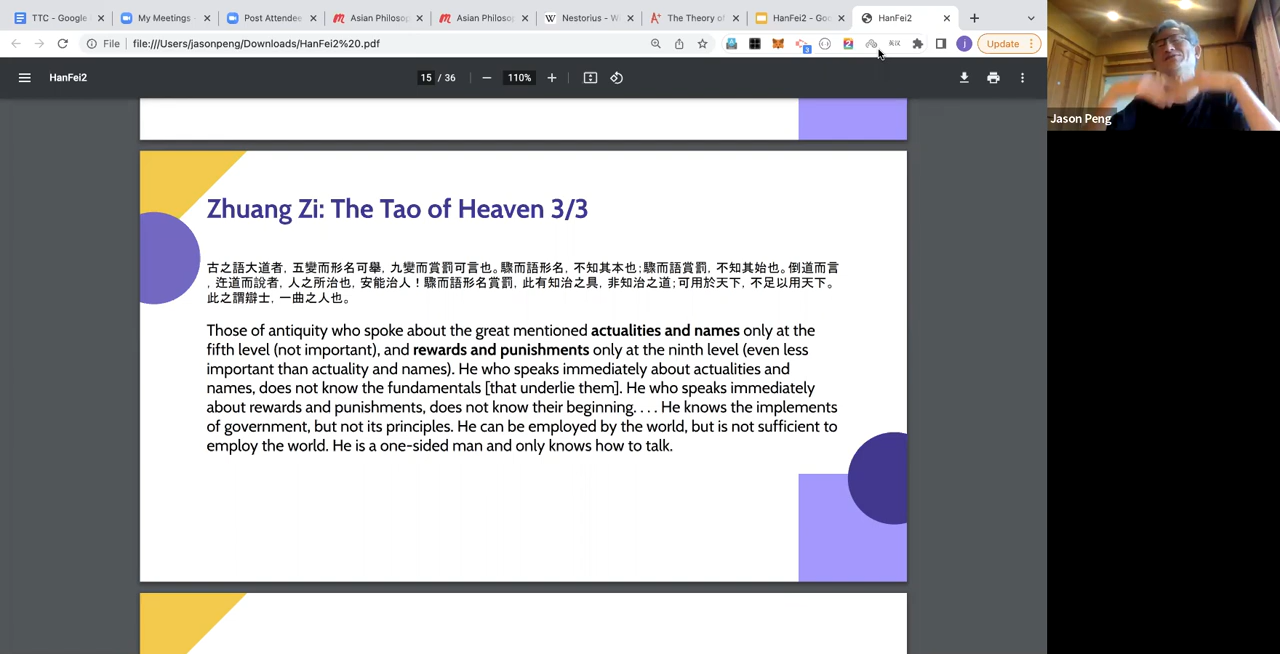 TTC - Google
My Meetings
Post Attendee
Asian Philosop
Asian Philosop
Nestorius - W
The Theory of
HanFei2 - Goo
HanFei2
File
file:///Users/jasonpeng/Downloads/HanFei2%20.pdf
Update
HanFei2
15 / 36
110%
Jason Peng
Zhuang Zi: The Tao of Heaven 3/3
古之語大道者, 五變而形名可舉, 九變而賞罰可言也。驟而語形名, 不知其本也;驟而語賞罰, 不知其始也。倒道而言
, 迕道而說者, 人之所治也, 安能治人！驟而語形名賞罰, 此有知治之具, 非知治之道;可用於天下, 不足以用天下。
此之謂辯士, 一曲之人也。
Those of antiquity who spoke about the great mentioned actualities and names only at the
fifth level (not important), and rewards and punishments only at the ninth level (even less
important than actuality and names). He who speaks immediately about actualities and
names, does not know the fundamentals [that underlie them]. He who speaks immediately
about rewards and punishments, does not know their beginning. . . . He knows the implements
of government, but not its principles. He can be employed by the world, but is not sufficient to
employ the world. He is a one-sided man and only knows how to talk.